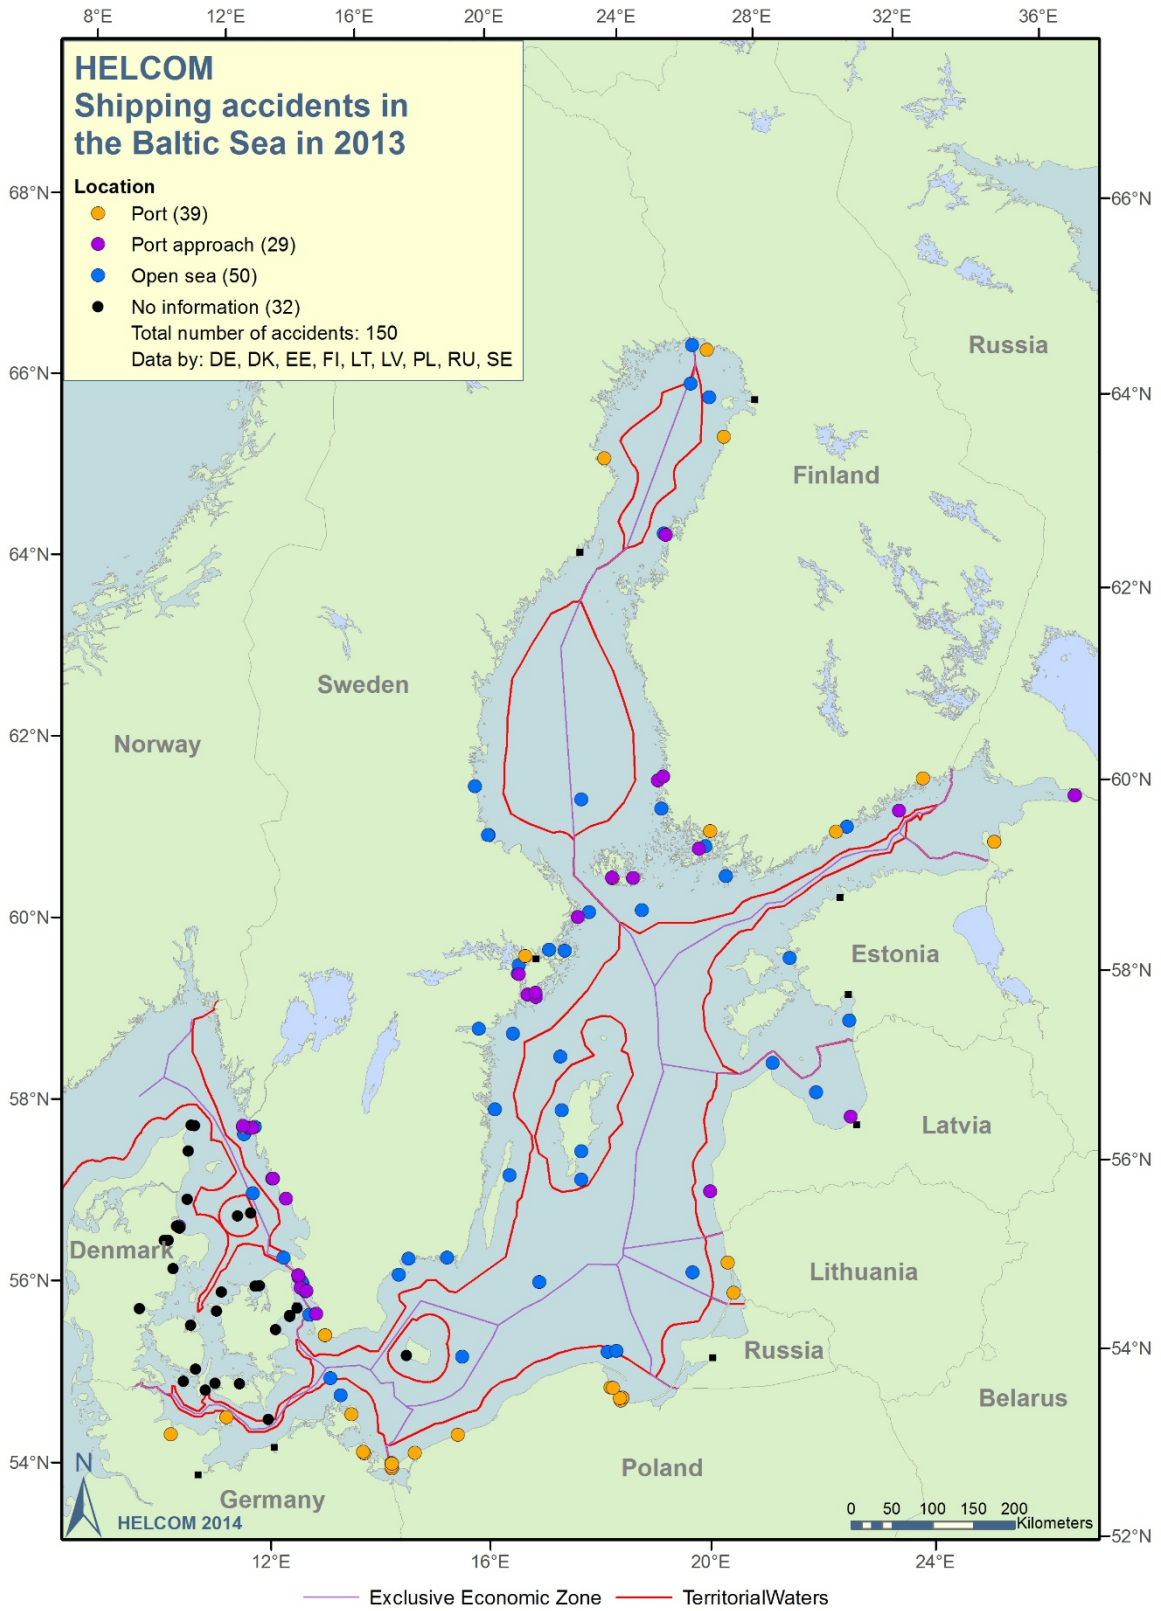 8°E 12°E 16°E 20°E 24°E 28°E 32°E 36°E
HELCOM
Shipping accidents in
the Baltic Sea in 2013
Location
Port (39)
Port approach (29)
Open sea (50)
No information (32)
Total number of accidents: 150
Data by: DE, DK, EE, FI, LT, LV, PL, RU, SE
68°N
66°N
Russia
66°N
64°N
Finland
64°N
62°N
Sweden
Norway
62°N
60°N
60°N
Estonia
58°N
58°N
Latvia
56°N
Denmark
Lithuania
56°N
Russia
54°N
Belarus
54°N
N
Poland
Germany
HELCOM 2014
0 50 100 150 200
Kilometers
52°N
12°E 16°E 20°E 24°E
Exclusive Economic Zone TerritorialWaters